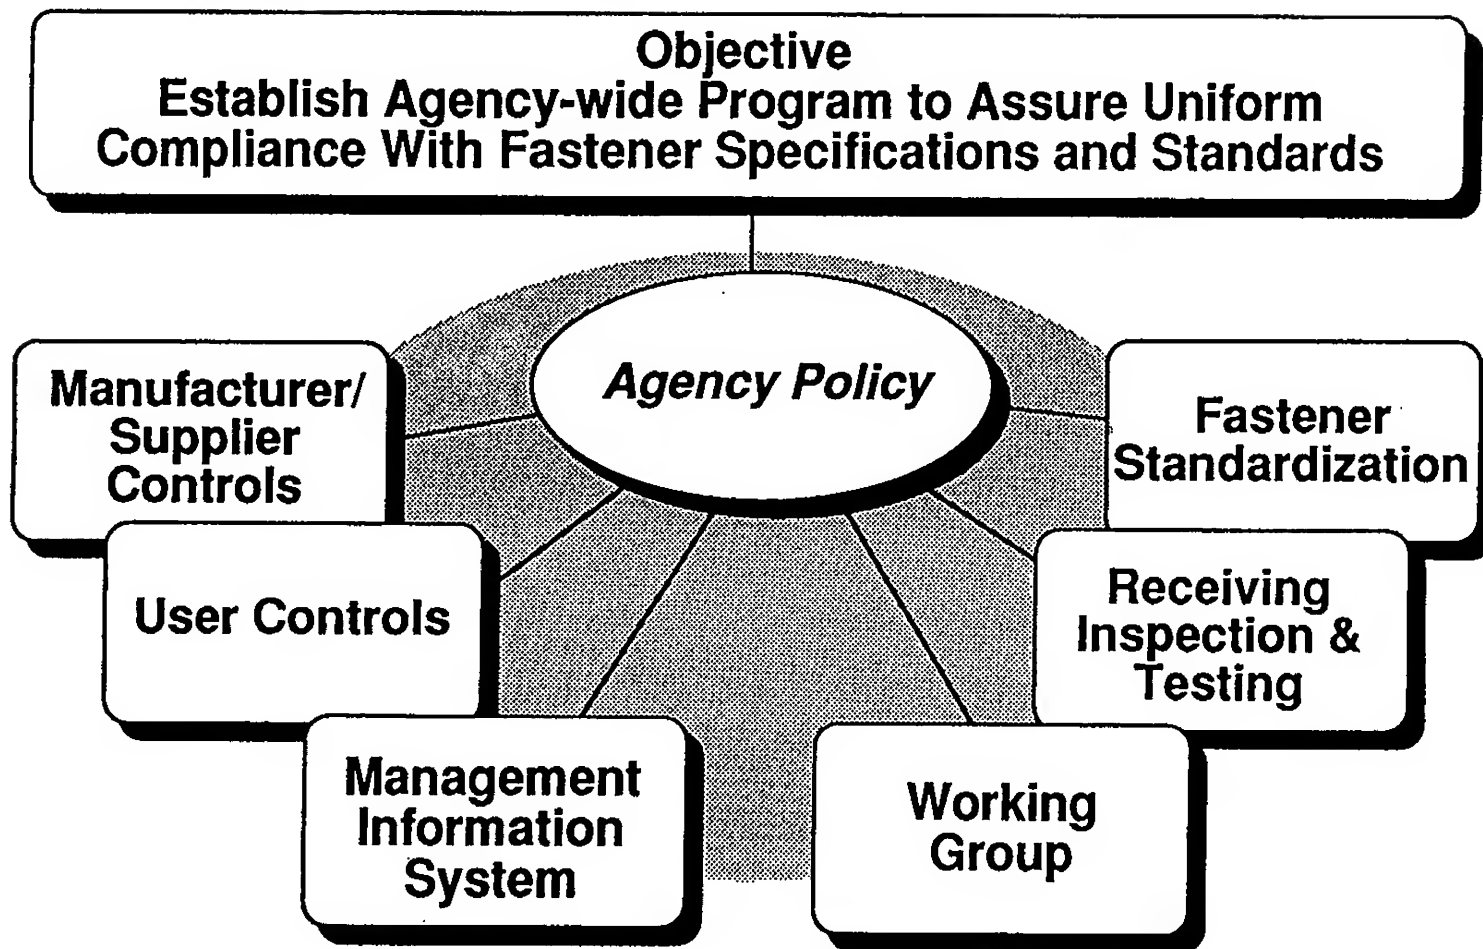 Objective
Establish Agency-wide Program to Assure Uniform
Compliance With Fastener Specifications and Standards
Agency Policy
Manufacturer/
Supplier
Controls
User Controls
Management
Information
System
Working
Group
Receiving
Inspection &
Testing
Fastener
Standardization